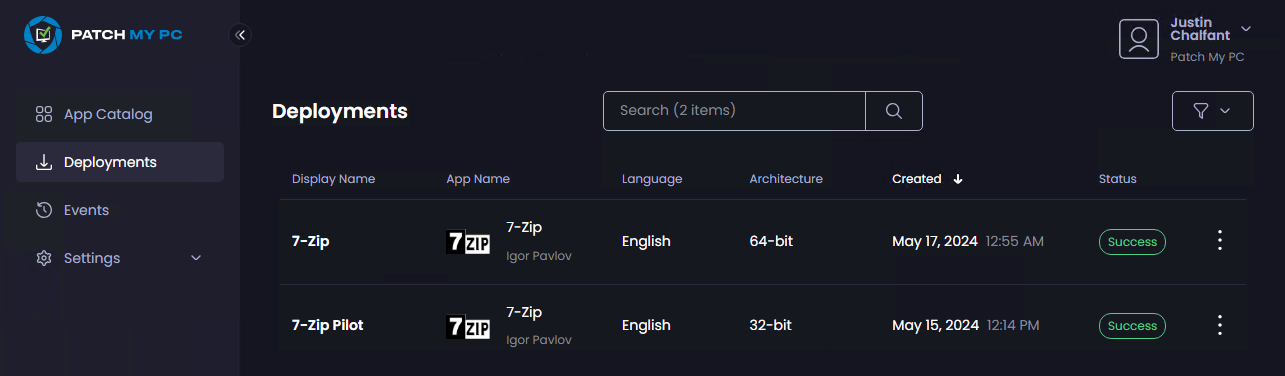 PATCH MY PC
Justin
Chalfant
Patch My PC
App Catalog
Deployments
Events
Settings
Deployments
Search (2 items)
Display Name App Name Language Architecture Created Status
7-Zip 7ZIP 7-Zip English 64-bit May 17, 2024 12:55 AM Success
Igor Pavlov
7-Zip Pilot 7ZIP 7-Zip English 32-bit May 15, 2024 12:14 PM Success
Igor Pavlov